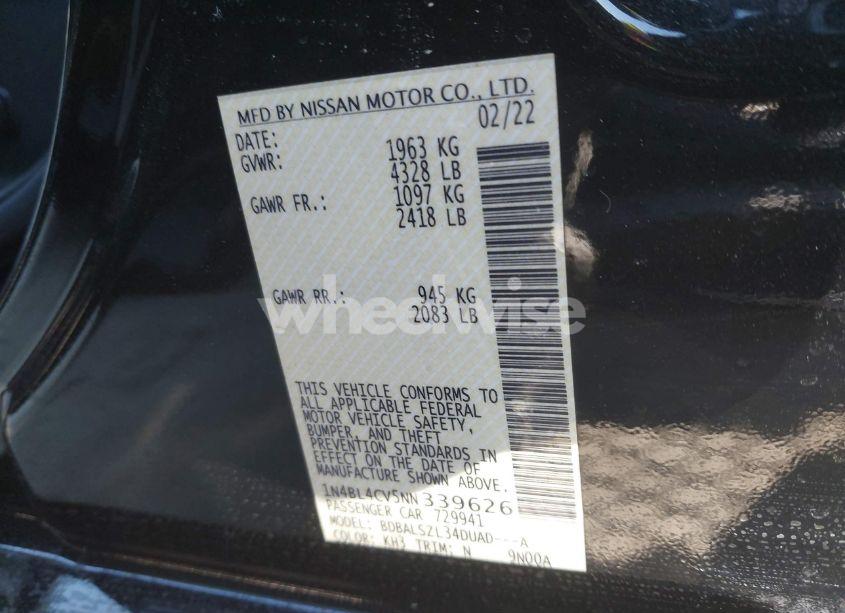 MFD BY NISSAN MOTOR CO., LTD.
DATE: 02/22
GVWR: 1963 KG
4328 LB
GAWR FR.: 1097 KG
2418 LB
GAWR RR.: 945 KG
2083 LB
wheelwise
THIS VEHICLE CONFORMS TO
ALL APPLICABLE FEDERAL
MOTOR VEHICLE SAFETY,
BUMPER, AND THEFT
PREVENTION STANDARDS IN
EFFECT ON THE DATE OF
MANUFACTURE SHOWN ABOVE.
1N4BL4CV5NN339626
PASSENGER CAR 729941
MODEL: BDBALSZL34DUAD---A
COLOR: KH3 TRIM: N 9N00A